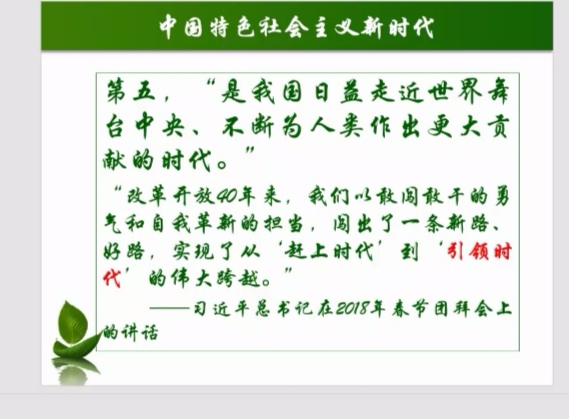 中国特色社会主义新时代
第五，“是我国日益走近世界舞
台中央、不断为人类作出更大贡
献的时代。”
“改革开放40年来，我们以敢闯敢干的勇
气和自我革新的担当，闯出了一条新路、
好路，实现了从‘赶上时代’到‘引领时
代’的伟大跨越。”
——习近平总书记在2018年春节团拜会上
的讲话